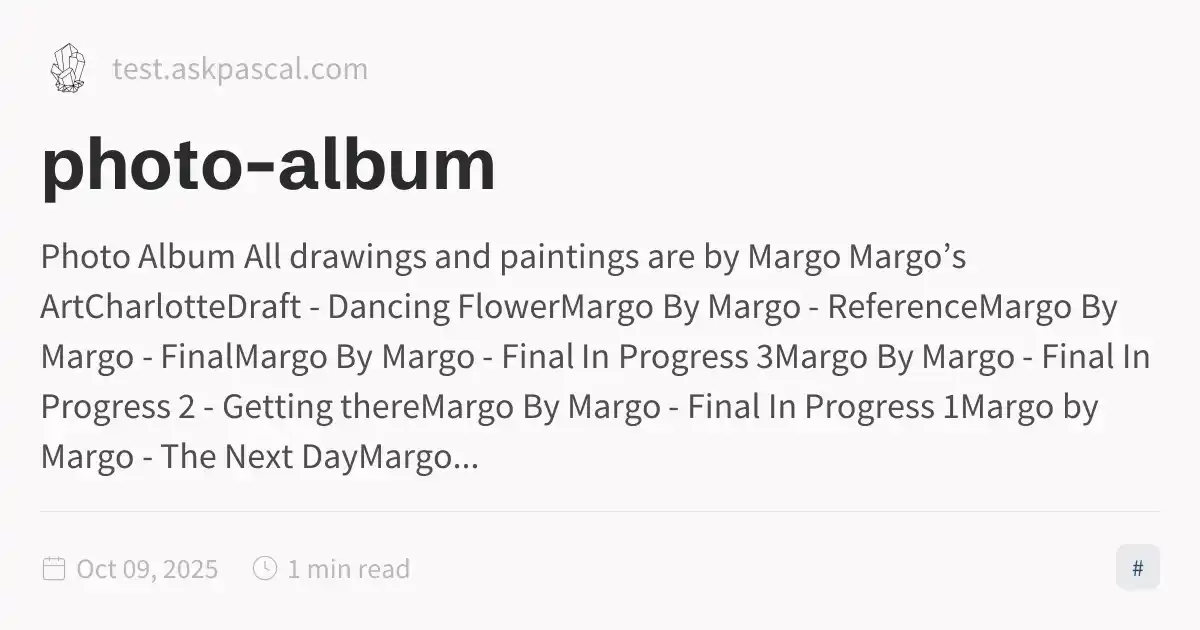 test.askpascal.com
photo-album
Photo Album All drawings and paintings are by Margo Margo’s
ArtCharlotteDraft - Dancing FlowerMargo By Margo - ReferenceMargo By
Margo - FinalMargo By Margo - Final In Progress 3Margo By Margo - Final In
Progress 2 - Getting thereMargo By Margo - Final In Progress 1Margo by
Margo - The Next DayMargo...
Oct 09, 2025 1 min read #